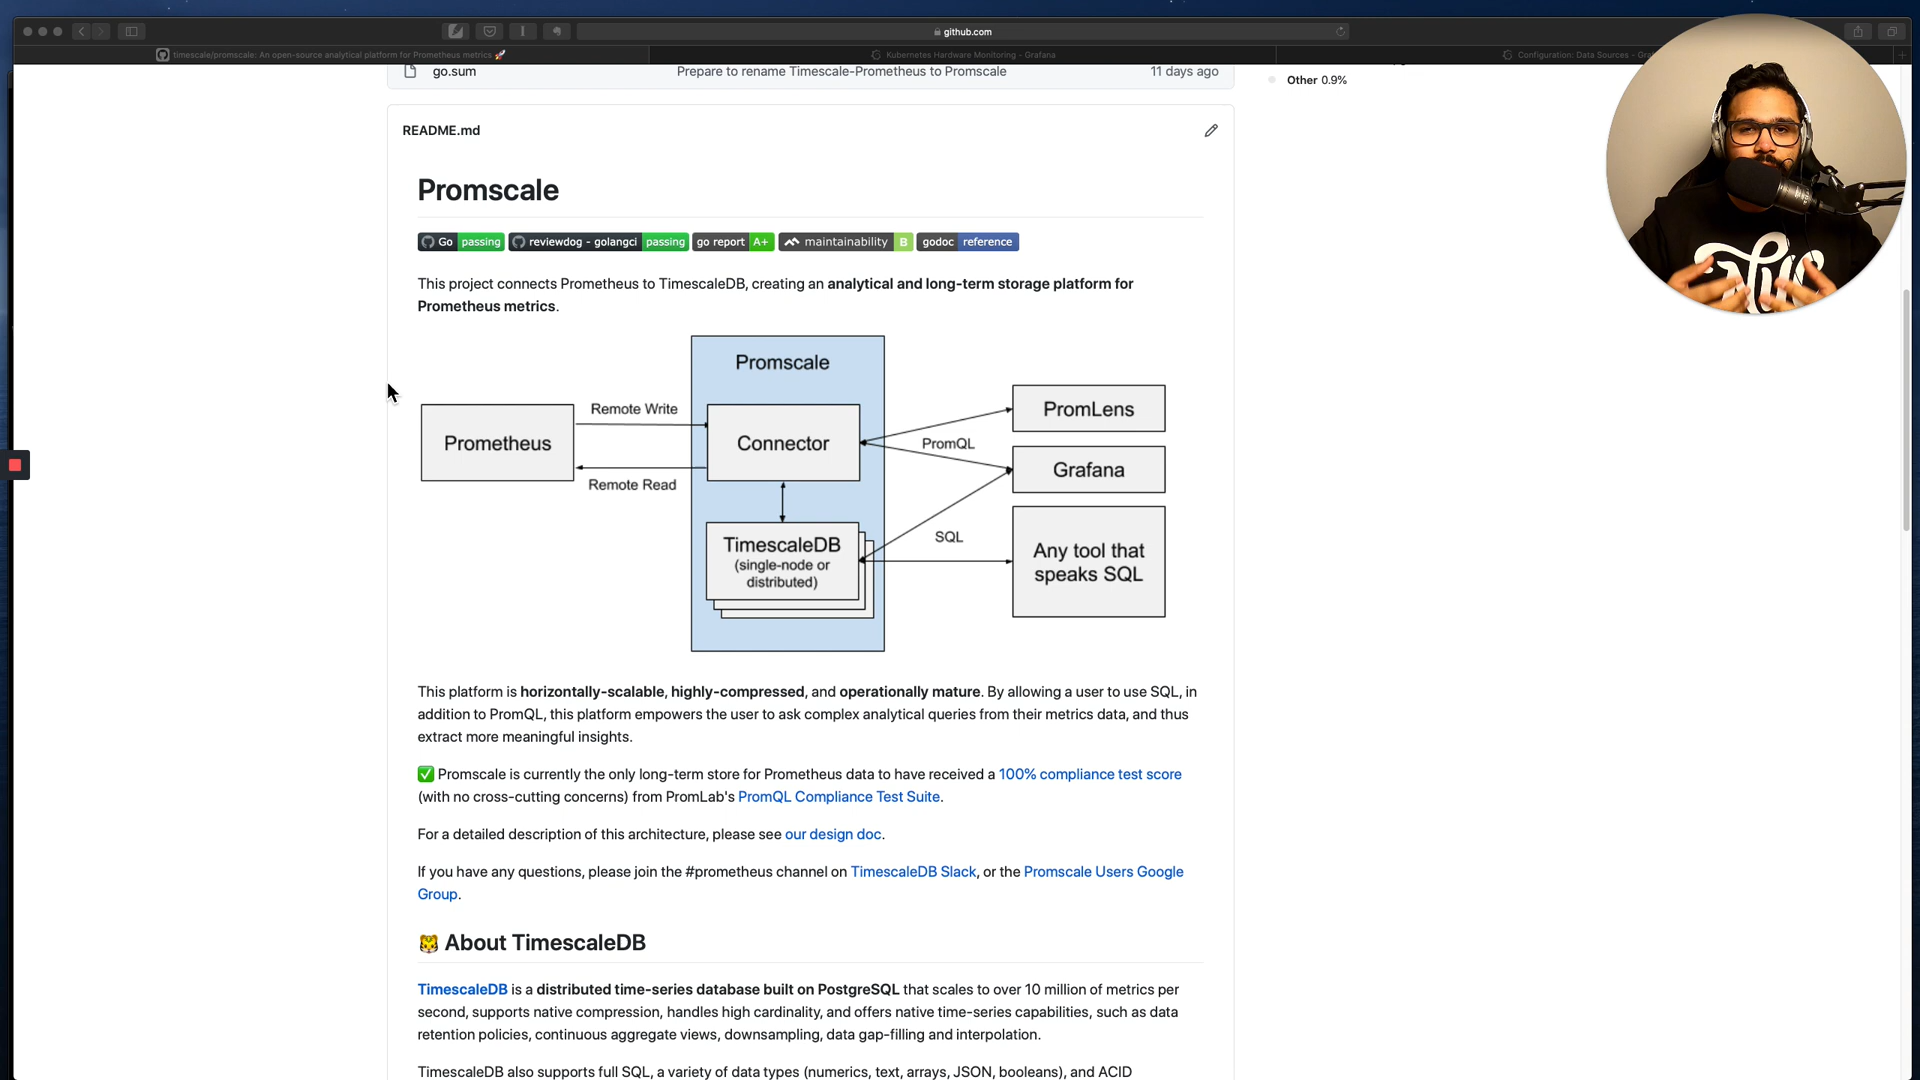 github.com
timescale/promscale: An open-source analytical platform for Prometheus metrics 🚀
Kubernetes Hardware Monitoring - Grafana
Configuration: Data Sources - Gra
go.sum
Prepare to rename Timescale-Prometheus to Promscale
11 days ago
Other 0.9%
README.md
Promscale
Go passing reviewdog - golangci passing go report A+ maintainability B godoc reference
This project connects Prometheus to TimescaleDB, creating an analytical and long-term storage platform for
Prometheus metrics.
Promscale
Prometheus
Remote Write
Remote Read
Connector
TimescaleDB
(single-node or
distributed)
PromQL
SQL
PromLens
Grafana
Any tool that
speaks SQL
This platform is horizontally-scalable, highly-compressed, and operationally mature. By allowing a user to use SQL, in
addition to PromQL, this platform empowers the user to ask complex analytical queries from their metrics data, and thus
extract more meaningful insights.
✅ Promscale is currently the only long-term store for Prometheus data to have received a 100% compliance test score
(with no cross-cutting concerns) from PromLab's PromQL Compliance Test Suite.
For a detailed description of this architecture, please see our design doc.
If you have any questions, please join the #prometheus channel on TimescaleDB Slack, or the Promscale Users Google
Group.
🐯 About TimescaleDB
TimescaleDB is a distributed time-series database built on PostgreSQL that scales to over 10 million of metrics per
second, supports native compression, handles high cardinality, and offers native time-series capabilities, such as data
retention policies, continuous aggregate views, downsampling, data gap-filling and interpolation.
TimescaleDB also supports full SQL, a variety of data types (numerics, text, arrays, JSON, booleans), and ACID